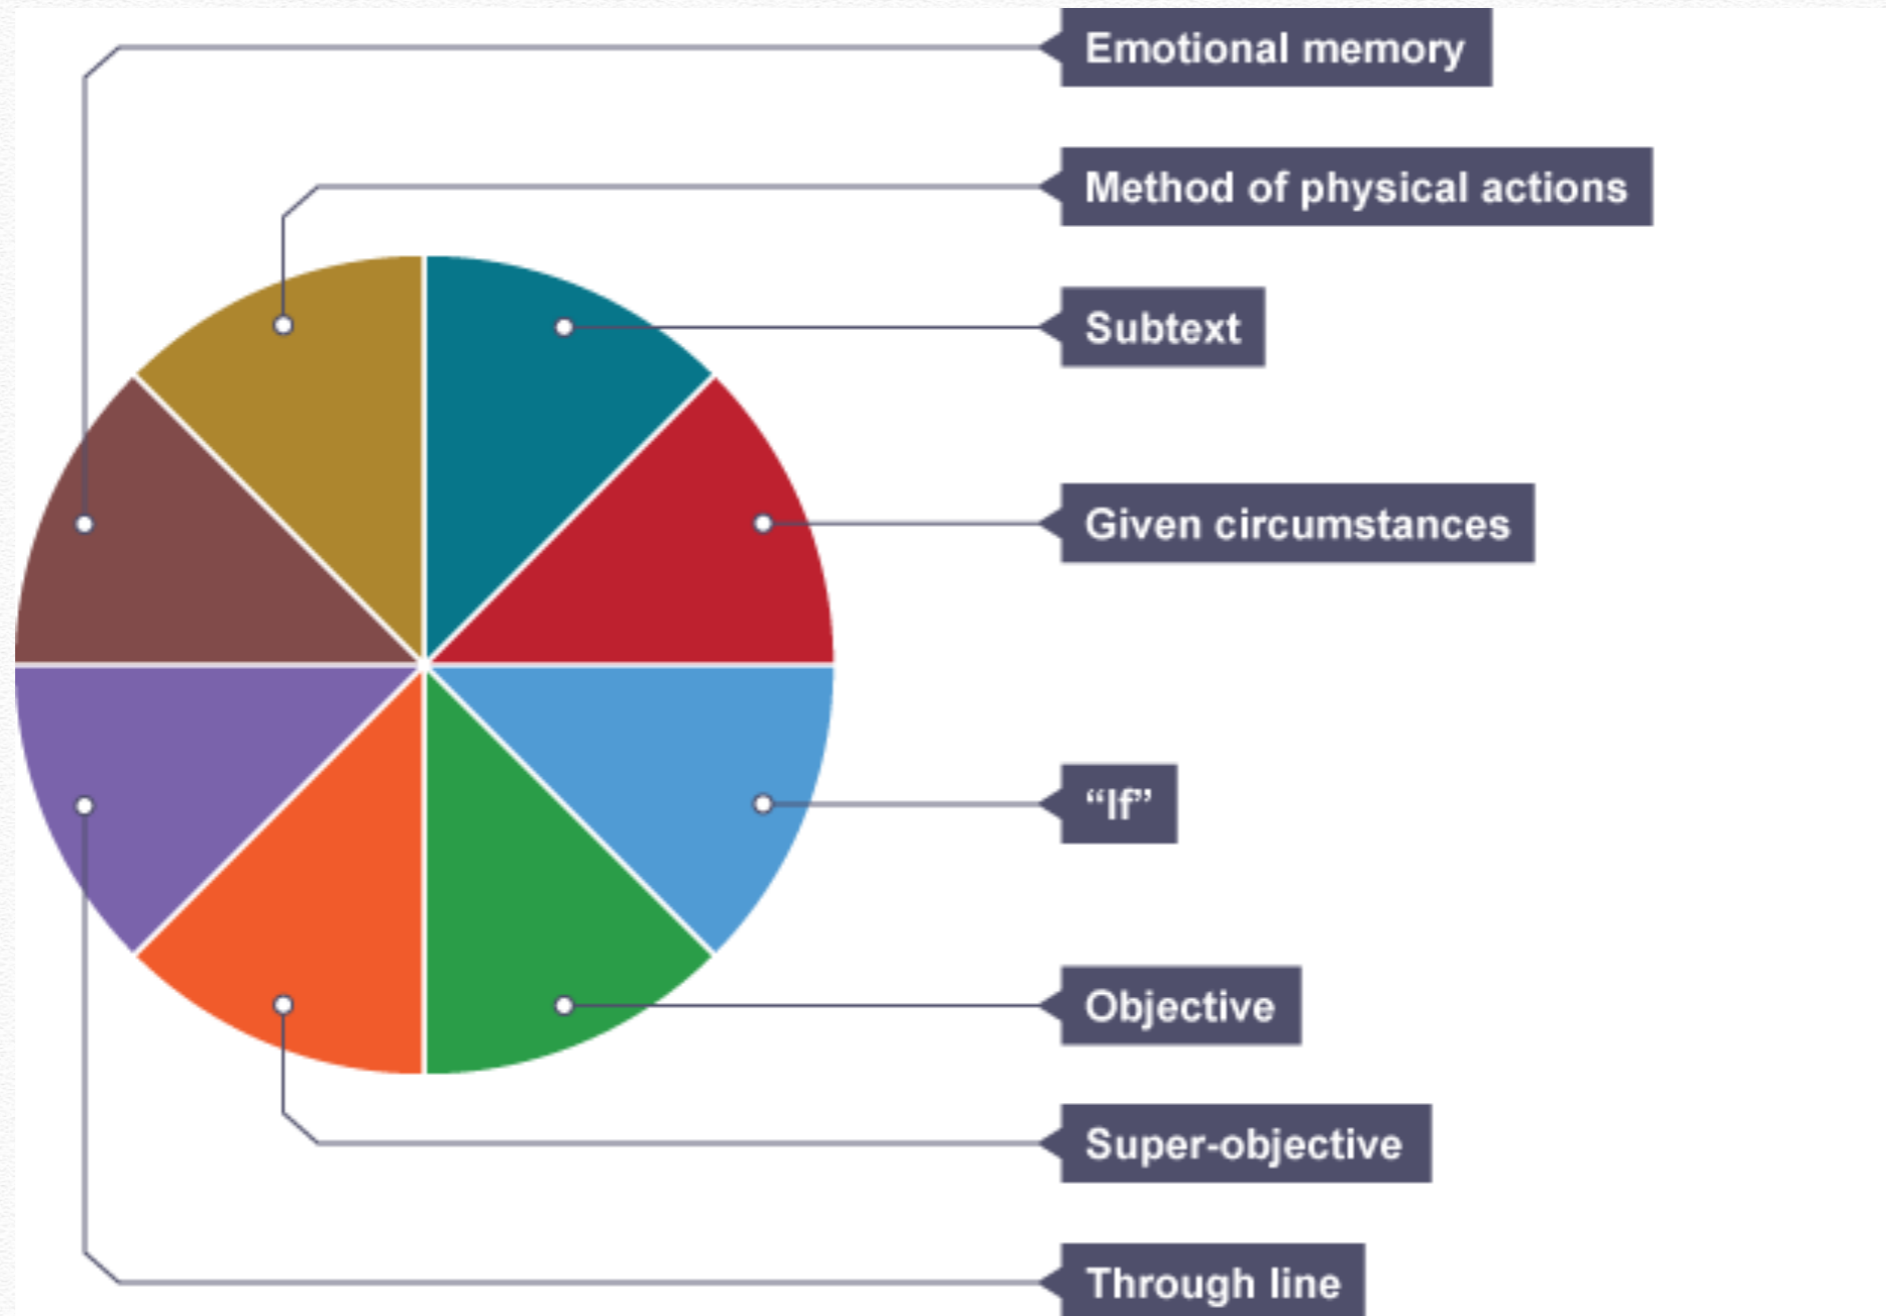 Emotional memory
Method of physical actions
Subtext
Given circumstances
“If”
Objective
Super-objective
Through line